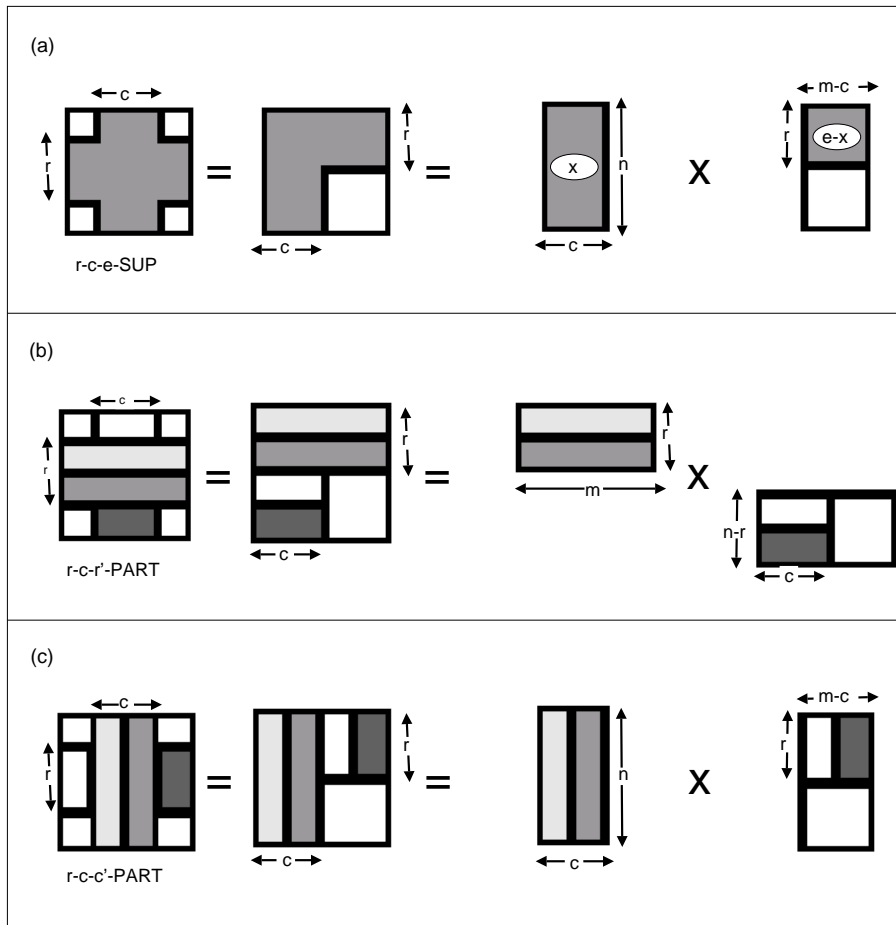 (a)
c
r
=
r
c
=
x
n
c
X
m-c
r
e-x
r-c-e-SUP
(b)
c
r
=
r
c
=
r
m
X
n-r
c
r-c-r'-PART
(c)
c
r
=
r
c
=
n
c
X
m-c
r
r-c-c'-PART